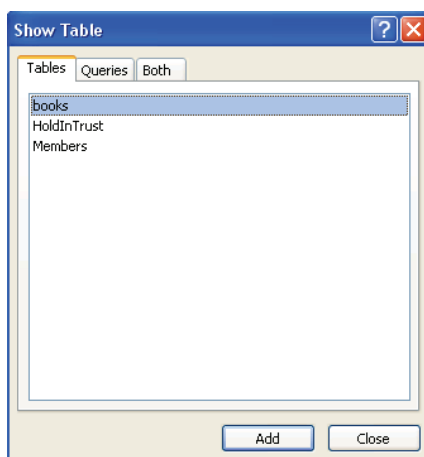 Show Table
Tables Queries Both
books
HoldInTrust
Members
Add Close